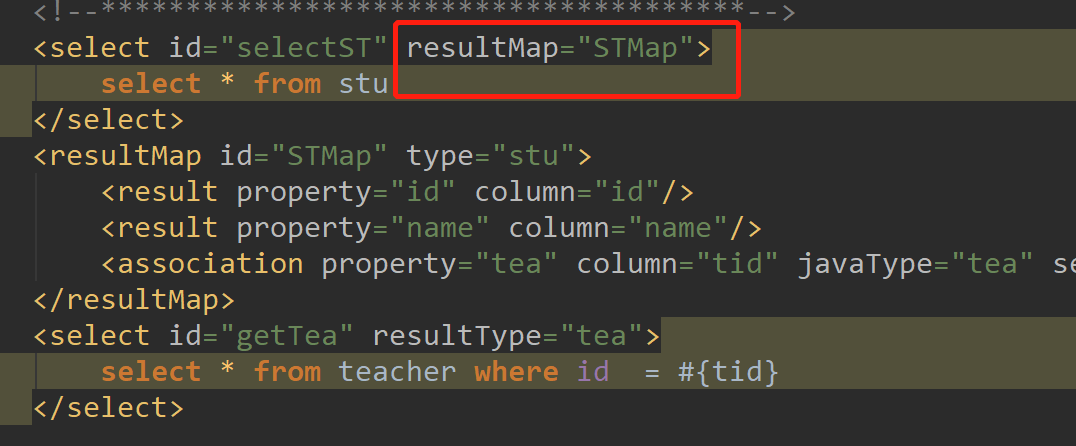 <!--**************************************-->
<select id="selectST" resultMap="STMap">
select * from stu
</select>
<resultMap id="STMap" type="stu">
<result property="id" column="id"/>
<result property="name" column="name"/>
<association property="tea" column="tid" javaType="tea" se
</resultMap>
<select id="getTea" resultType="tea">
select * from teacher where id  = #{tid}
</select>